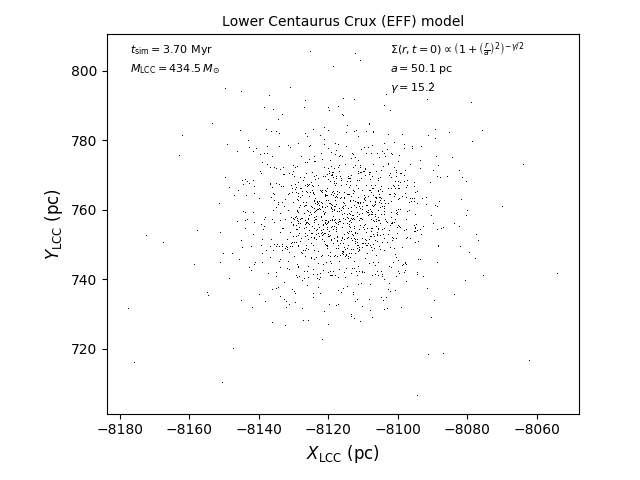 Lower Centaurus Crux (EFF) model
t_sim = 3.70 Myr
M_LCC = 434.5 M_⊙
Σ(r, t = 0) ∝ (1 + (r/a)^2)^{-γ/2}
a = 50.1 pc
γ = 15.2
800
780
760
740
720
Y_LCC (pc)
−8180 −8160 −8140 −8120 −8100 −8080 −8060
X_LCC (pc)